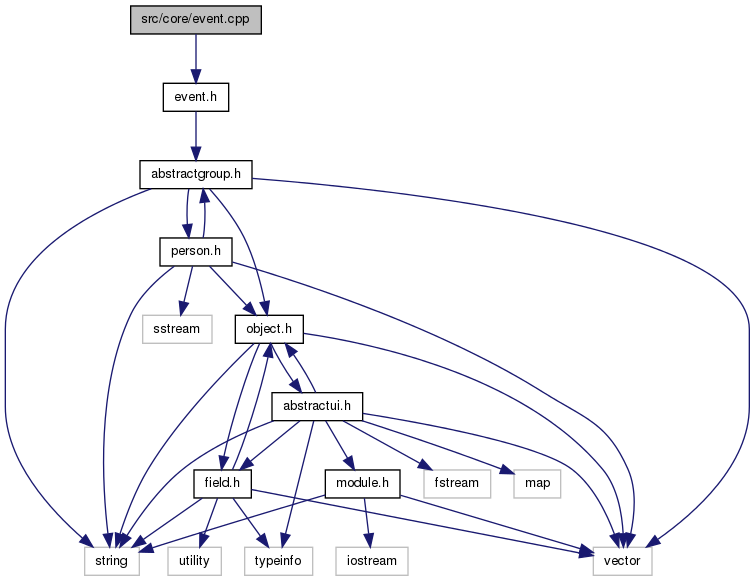 src/core/event.cpp
event.h
abstractgroup.h
person.h
sstream
object.h
abstractui.h
field.h
module.h
fstream
map
string
utility
typeinfo
iostream
vector